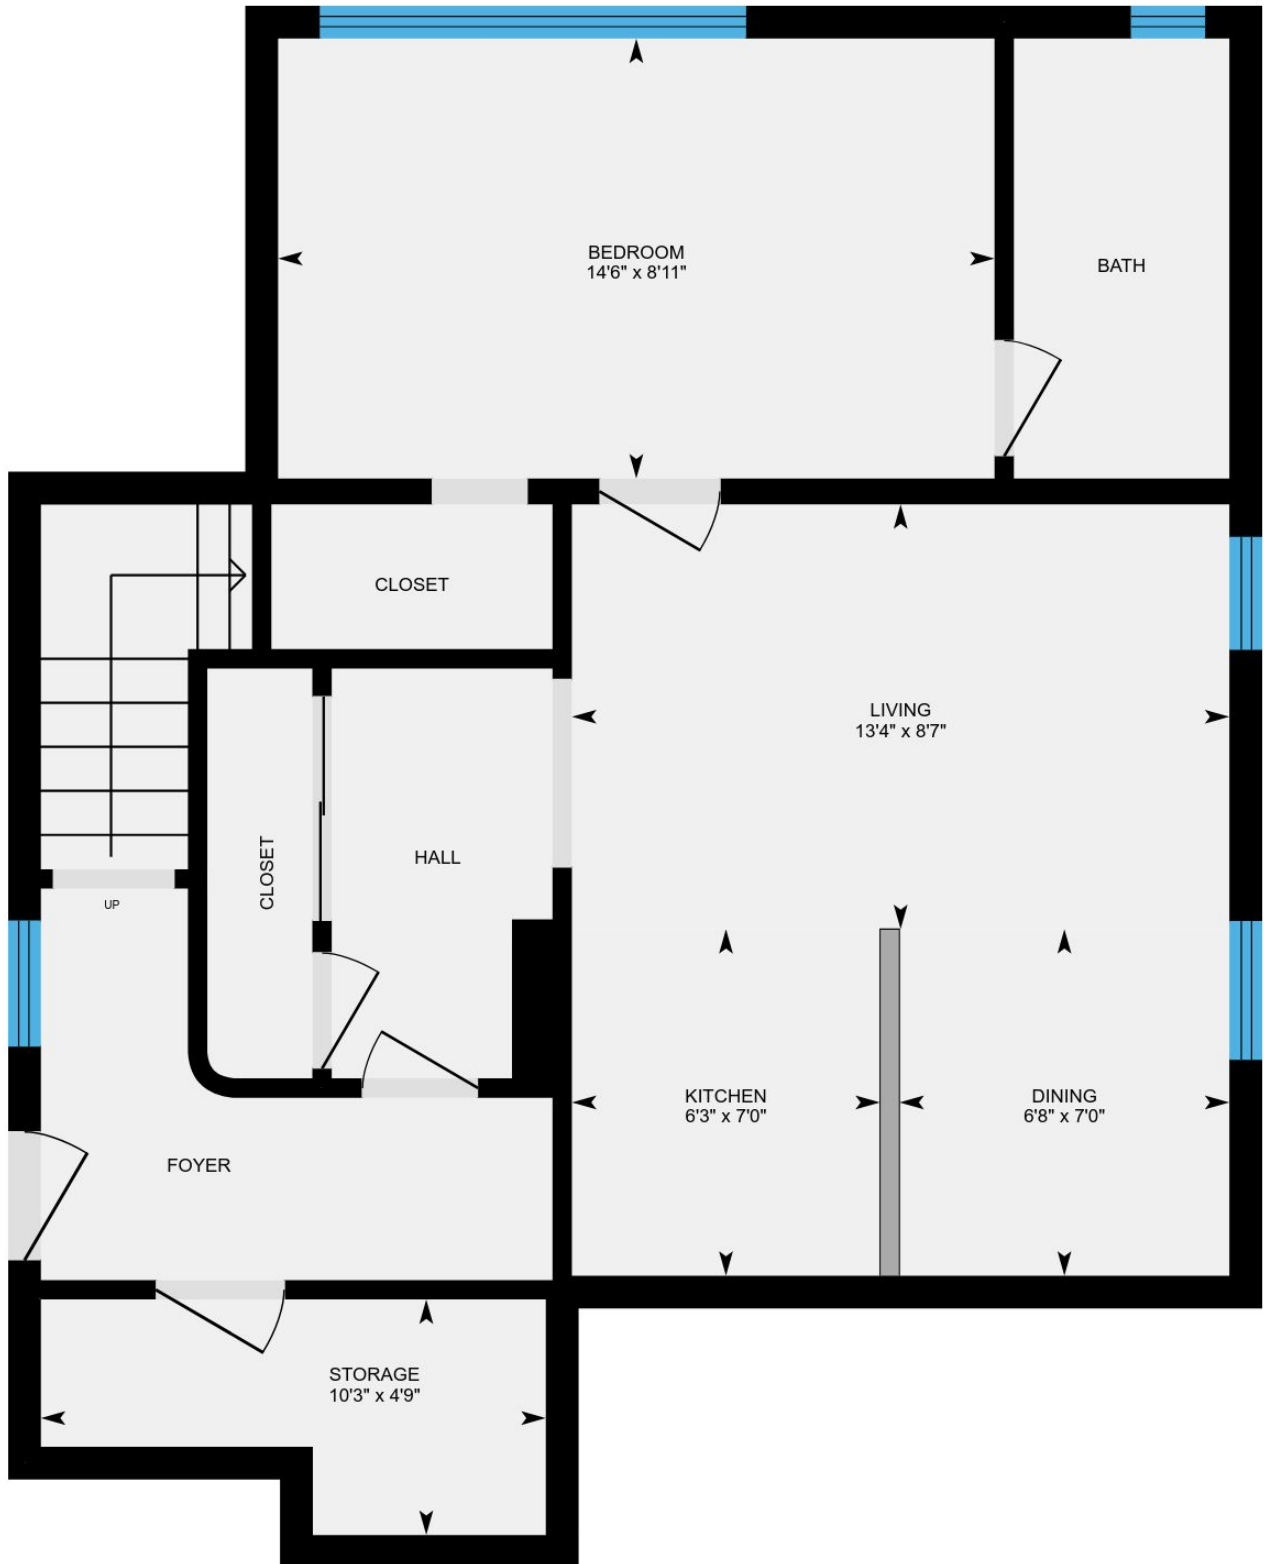 BEDROOM
14'6" x 8'11"
BATH
CLOSET
LIVING
13'4" x 8'7"
CLOSET
HALL
UP
KITCHEN
6'3" x 7'0"
DINING
6'8" x 7'0"
FOYER
STORAGE
10'3" x 4'9"